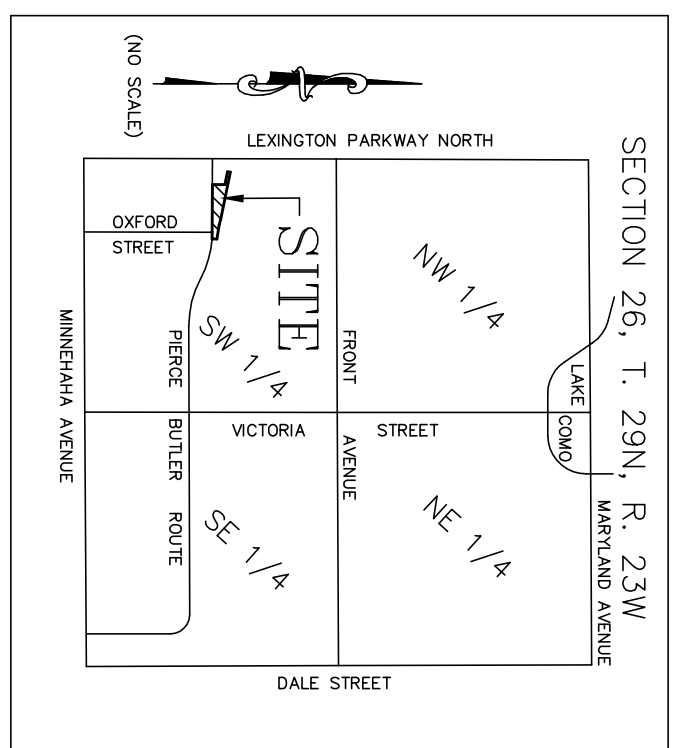 SECTION 26, T. 29N, R. 23W
(NO SCALE)
LEXINGTON PARKWAY NORTH
OXFORD
STREET
SITE
NW 1/4
SW 1/4
FRONT
AVENUE
LAKE
COMO
MINNEHAHA AVENUE
PIERCE BUTLER ROUTE
VICTORIA STREET
MARYLAND AVENUE
SE 1/4
NE 1/4
DALE STREET